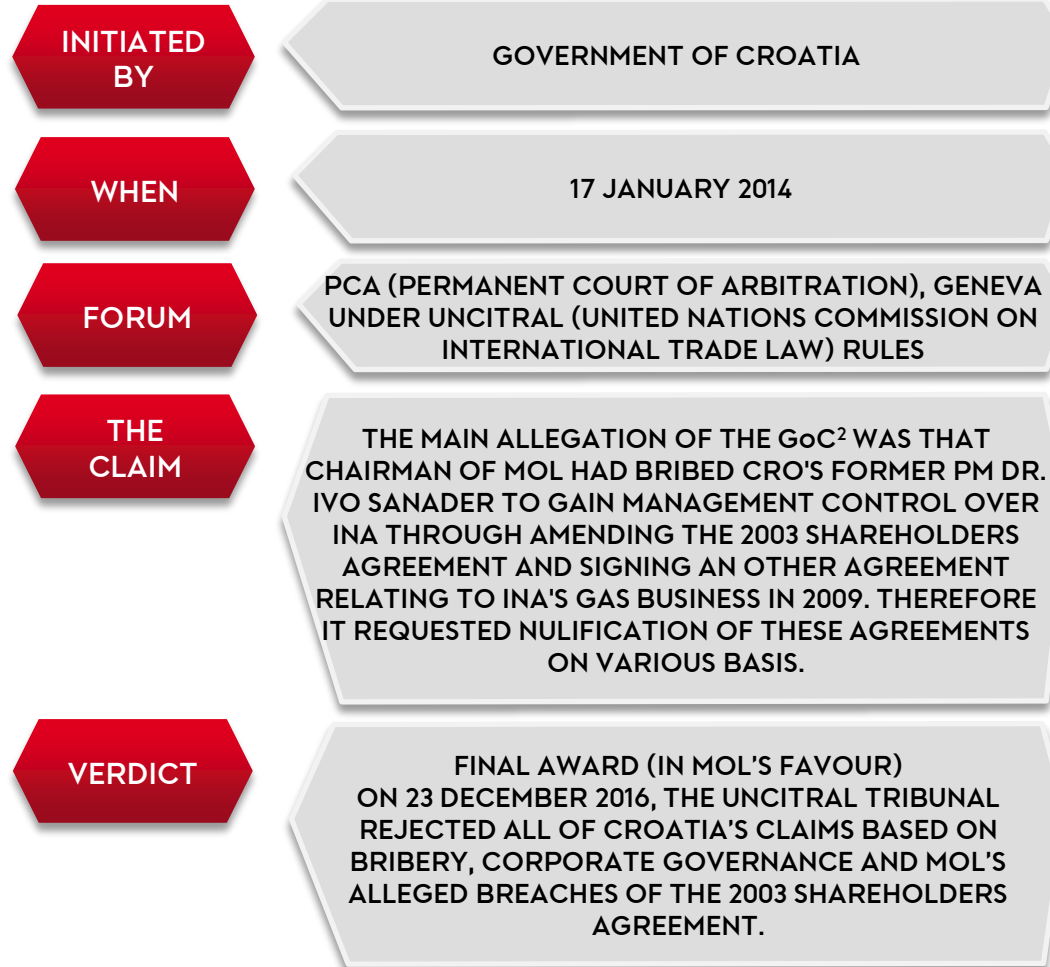 INITIATED
BY
GOVERNMENT OF CROATIA
WHEN
17 JANUARY 2014
FORUM
PCA (PERMANENT COURT OF ARBITRATION), GENEVA
UNDER UNCITRAL (UNITED NATIONS COMMISSION ON
INTERNATIONAL TRADE LAW) RULES
THE
CLAIM
THE MAIN ALLEGATION OF THE GoC² WAS THAT
CHAIRMAN OF MOL HAD BRIBED CRO'S FORMER PM DR.
IVO SANADER TO GAIN MANAGEMENT CONTROL OVER
INA THROUGH AMENDING THE 2003 SHAREHOLDERS
AGREEMENT AND SIGNING AN OTHER AGREEMENT
RELATING TO INA'S GAS BUSINESS IN 2009. THEREFORE
IT REQUESTED NULIFICATION OF THESE AGREEMENTS
ON VARIOUS BASIS.
VERDICT
FINAL AWARD (IN MOL'S FAVOUR)
ON 23 DECEMBER 2016, THE UNCITRAL TRIBUNAL
REJECTED ALL OF CROATIA'S CLAIMS BASED ON
BRIBERY, CORPORATE GOVERNANCE AND MOL'S
ALLEGED BREACHES OF THE 2003 SHAREHOLDERS
AGREEMENT.